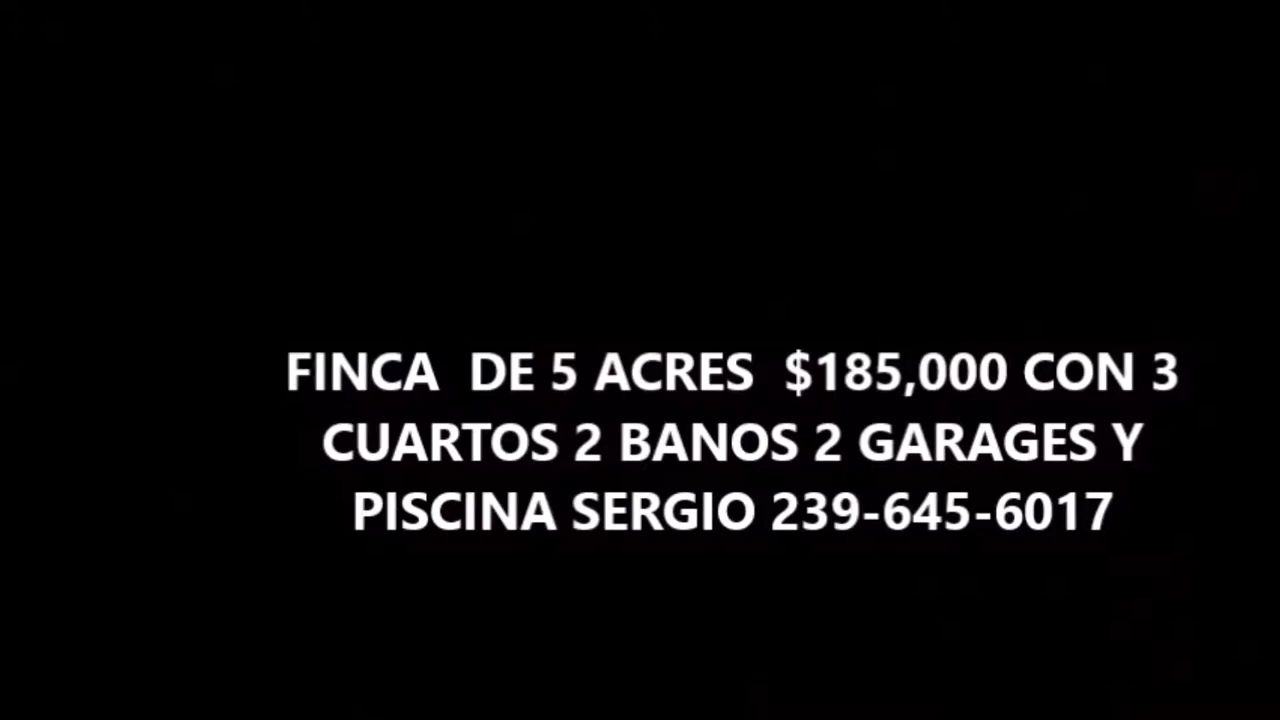 FINCA  DE 5 ACRES  $185,000 CON 3
CUARTOS 2 BANOS 2 GARAGES Y
PISCINA SERGIO 239-645-6017